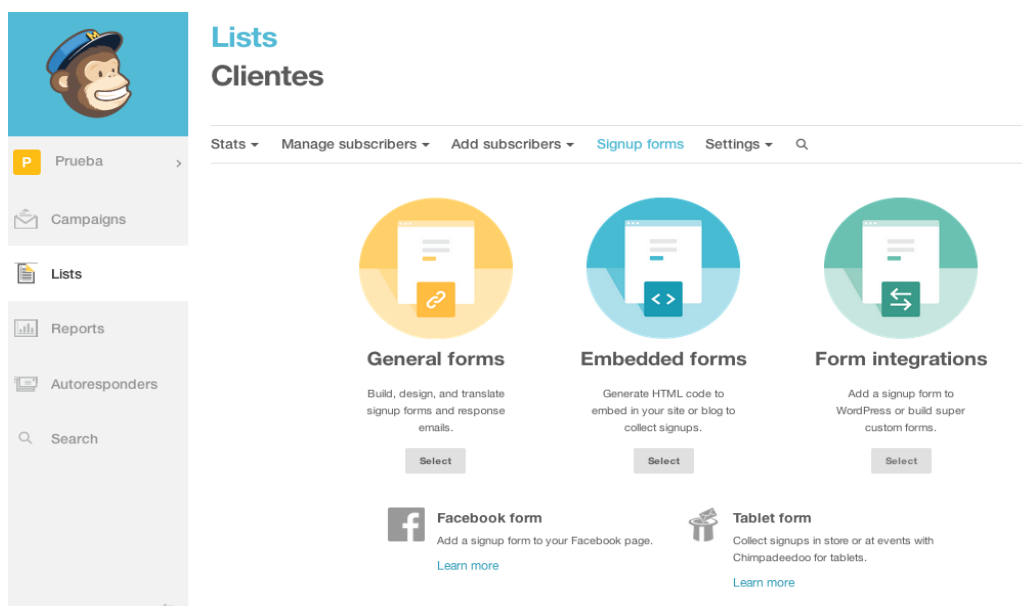 M
P Prueba
Campaigns
Lists
Reports
Autoresponders
Search
Lists
Clientes
Stats Manage subscribers Add subscribers Signup forms Settings
General forms
Build, design, and translate
signup forms and response
emails.
Select
Embedded forms
Generate HTML code to
embed in your site or blog to
collect signups.
Select
Form integrations
Add a signup form to
WordPress or build super
custom forms.
Select
Facebook form
Add a signup form to your Facebook page.
Learn more
Tablet form
Collect signups in store or at events with
Chimpadeedoo for tablets.
Learn more